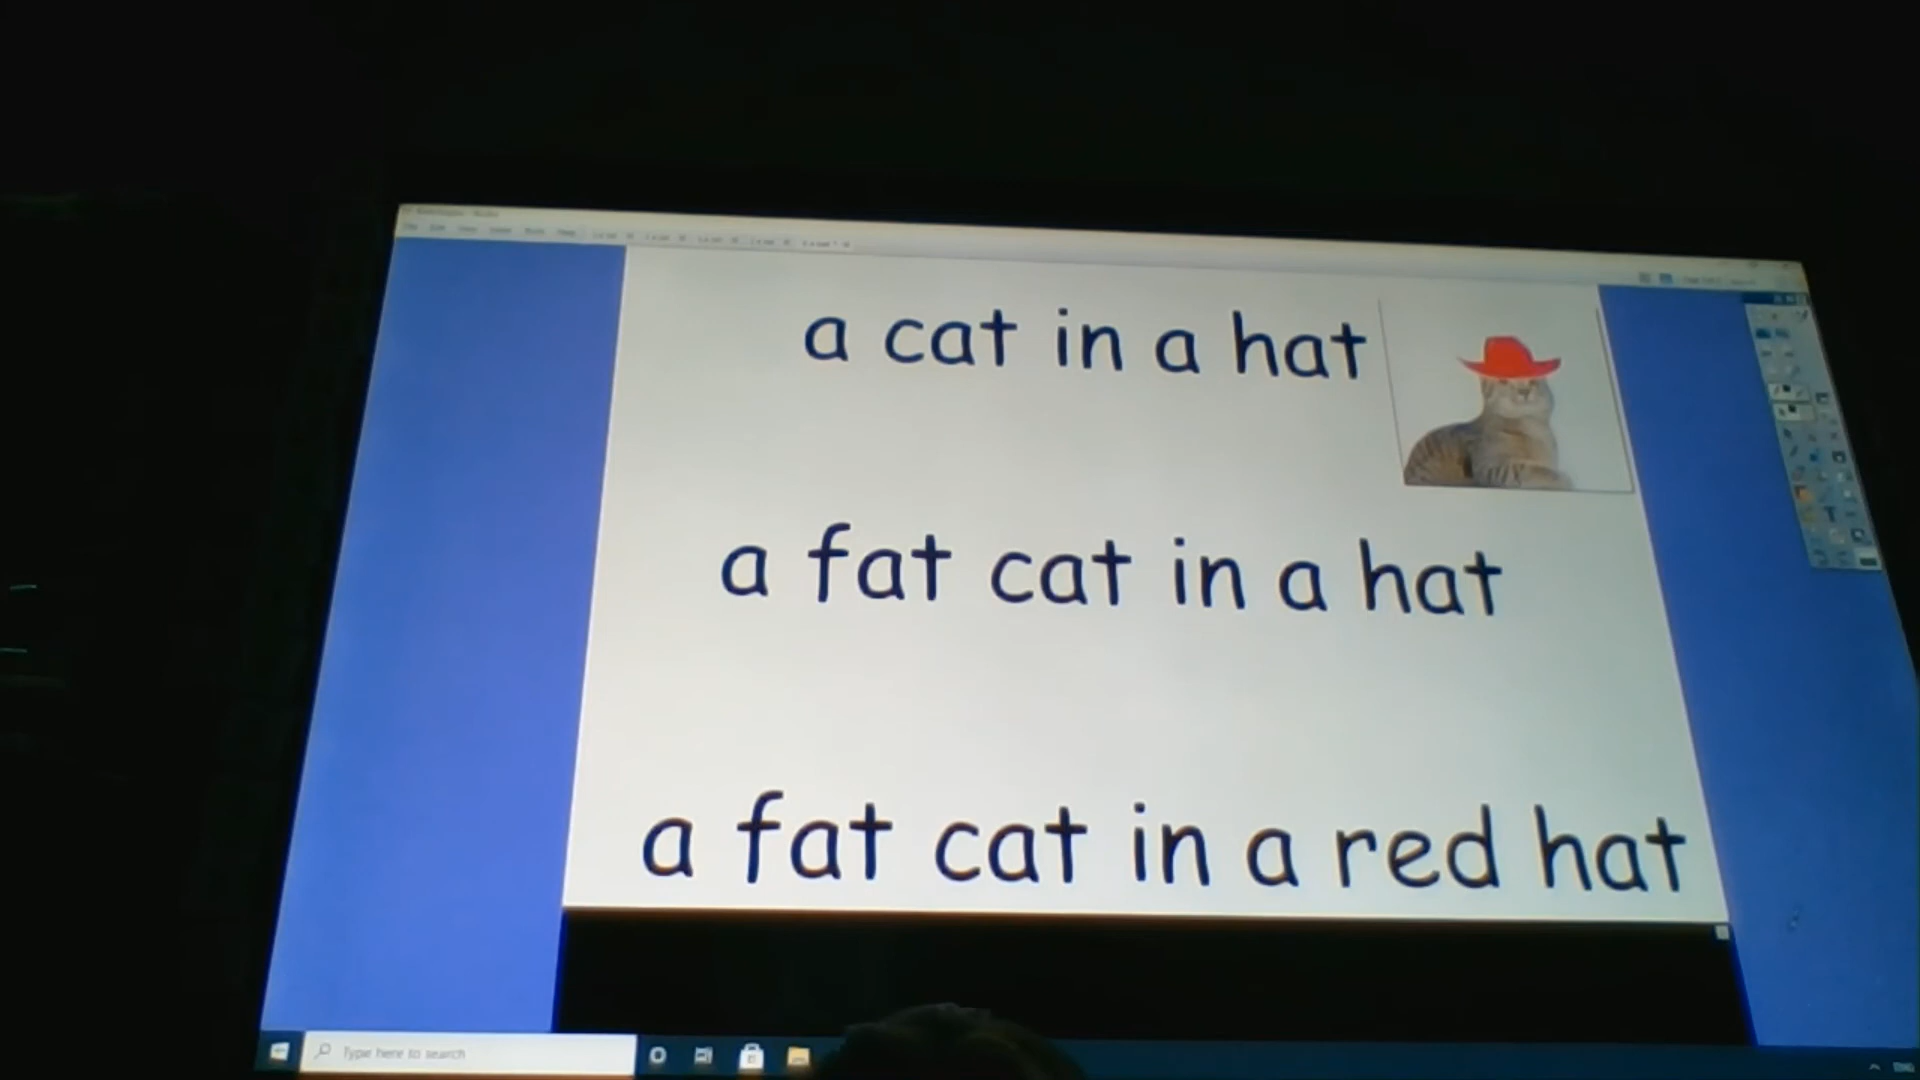 a cat in a hat
a fat cat in a hat
a fat cat in a red hat
Type here to search